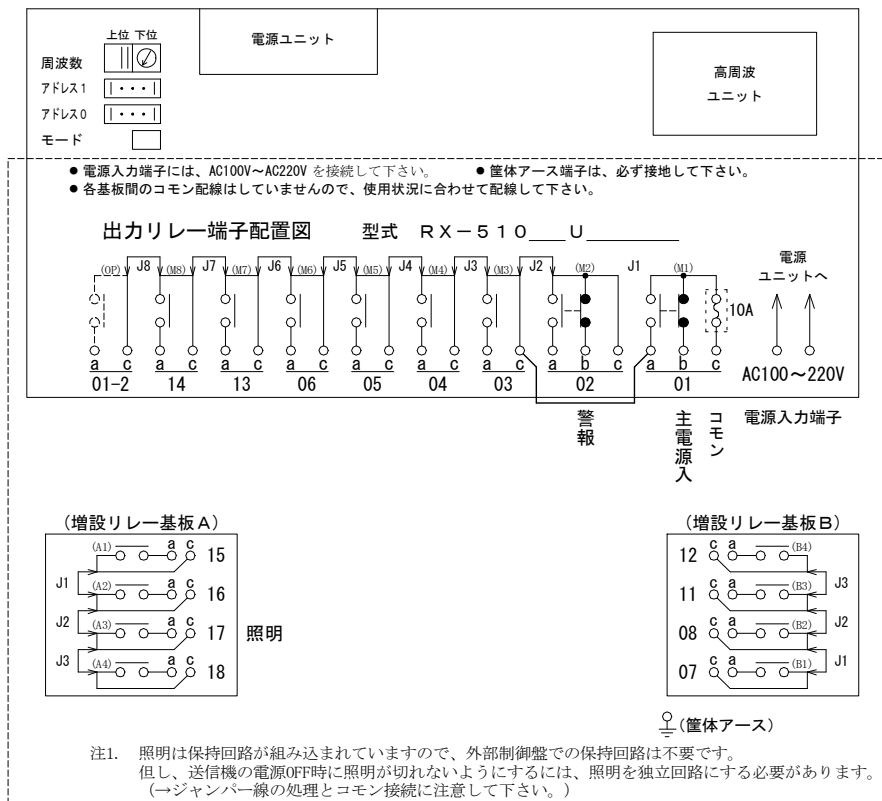 上位 下位
電源ユニット
周波数
アドレス1
アドレス0
モード
高周波
ユニット
● 電源入力端子には、AC100V〜AC220V を接続して下さい。 ● 筐体アース端子は、必ず接地して下さい。
● 各基板間のコモン配線はしていませんので、使用状況に合わせて配線して下さい。
出力リレー端子配置図 型式 RX－510___U________
電源
ユニットへ
(OP) J8 (M8) J7 (M7) J6 (M6) J5 (M5) J4 (M4) J3 (M3) J2 (M2) J1 (M1)
10A
a c a c a c a c a c a c a c a b c a b c
01-2 14 13 06 05 04 03 02 01
AC100〜220V
警報
主電源入
コモン
電源入力端子
(増設リレー基板A)
(A1) a c 15
J1
(A2) 16
J2
(A3) a c 17 照明
J3
(A4) a c 18
(増設リレー基板B)
12 c a (B4)
J3
11 c a (B3)
J2
08 c a (B2)
J1
07 c a (B1)
(筐体アース)
注1. 照明は保持回路が組み込まれていますので、外部制御盤での保持回路は不要です。
但し、送信機の電源OFF時に照明が切れないようにするには、照明を独立回路にする必要があります。
(→ジャンパー線の処理とコモン接続に注意して下さい。)